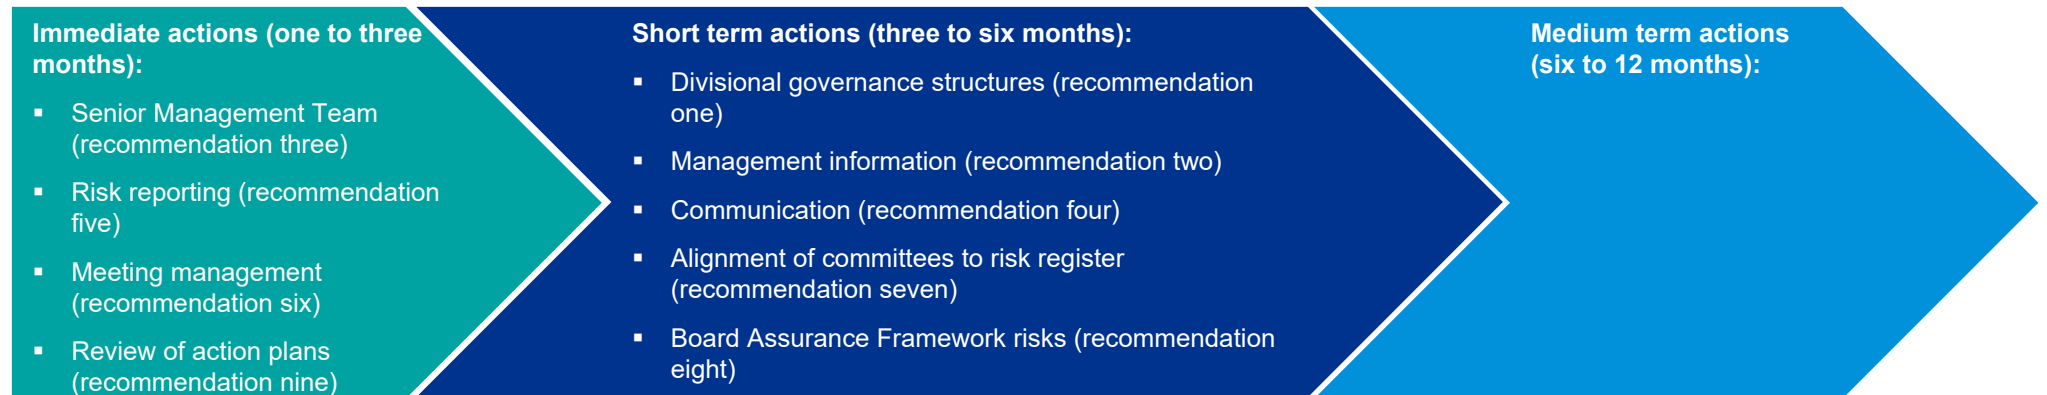 Immediate actions (one to three
months):
▪ Senior Management Team
(recommendation three)
▪ Risk reporting (recommendation
five)
▪ Meeting management
(recommendation six)
▪ Review of action plans
(recommendation nine)
Short term actions (three to six months):
▪ Divisional governance structures (recommendation
one)
▪ Management information (recommendation two)
▪ Communication (recommendation four)
▪ Alignment of committees to risk register
(recommendation seven)
▪ Board Assurance Framework risks (recommendation
eight)
Medium term actions
(six to 12 months):